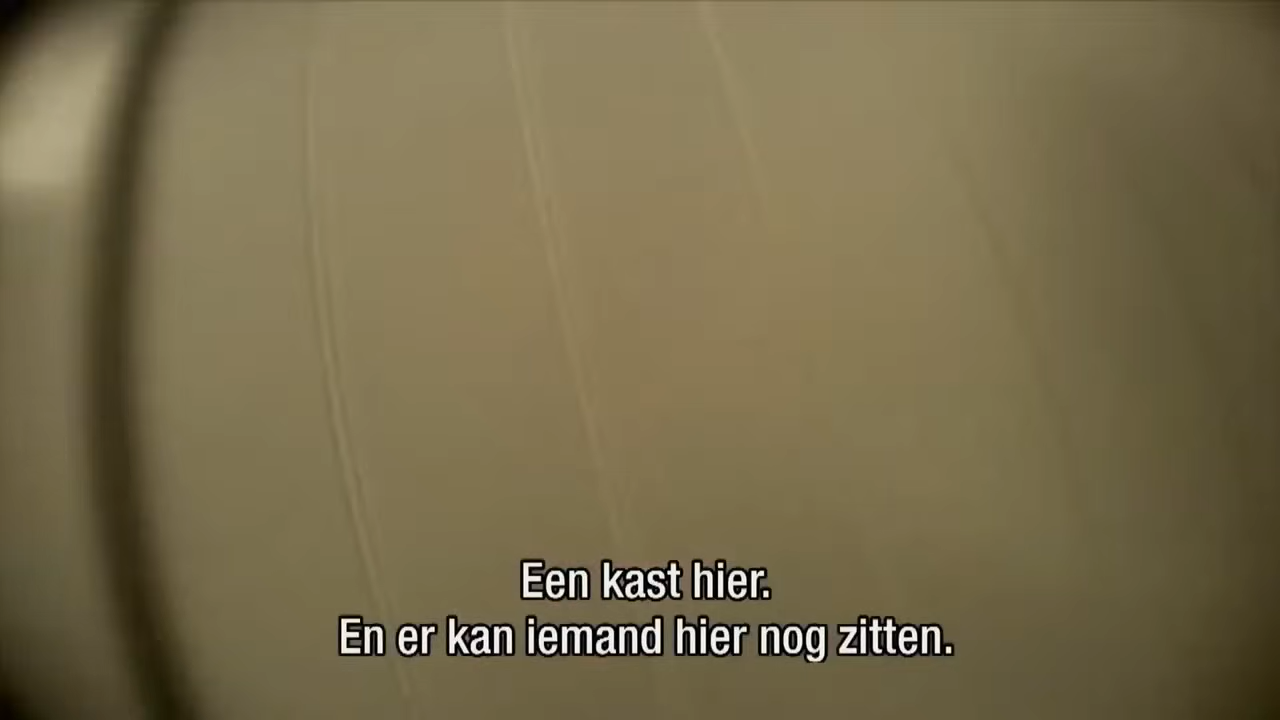 Een kast hier.
En er kan iemand hier nog zitten.